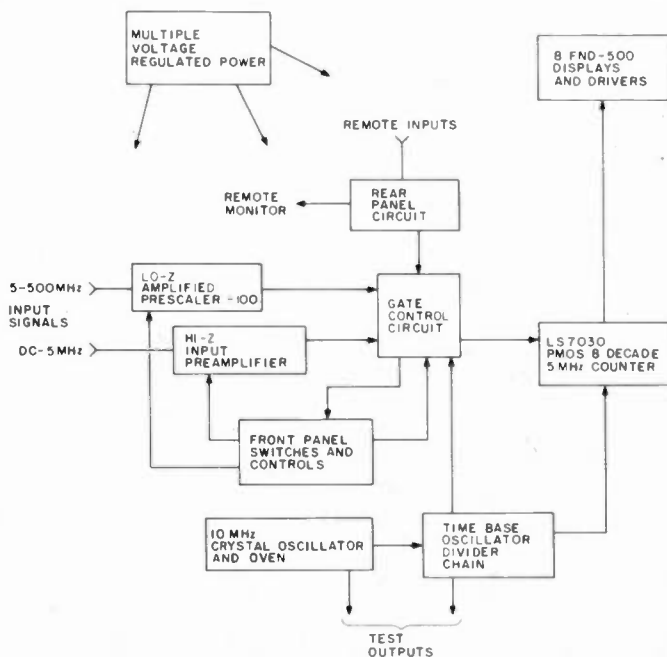 MULTIPLE
VOLTAGE
REGULATED POWER
8 FND-500
DISPLAYS
AND DRIVERS
REMOTE INPUTS
REMOTE
MONITOR
REAR
PANEL
CIRCUIT
5-500MHz
INPUT
SIGNALS
DC-5MHz
LO-Z
AMPLIFIED
PRESCALER ÷100
HI-Z
INPUT
PREAMPLIFIER
GATE
CONTROL
CIRCUIT
LS7030
PMOS 8 DECADE
5 MHz COUNTER
FRONT PANEL
SWITCHES AND
CONTROLS
10 MHz
CRYSTAL OSCILLATOR
AND OVEN
TIME BASE
OSCILLATOR
DIVIDER
CHAIN
TEST
OUTPUTS